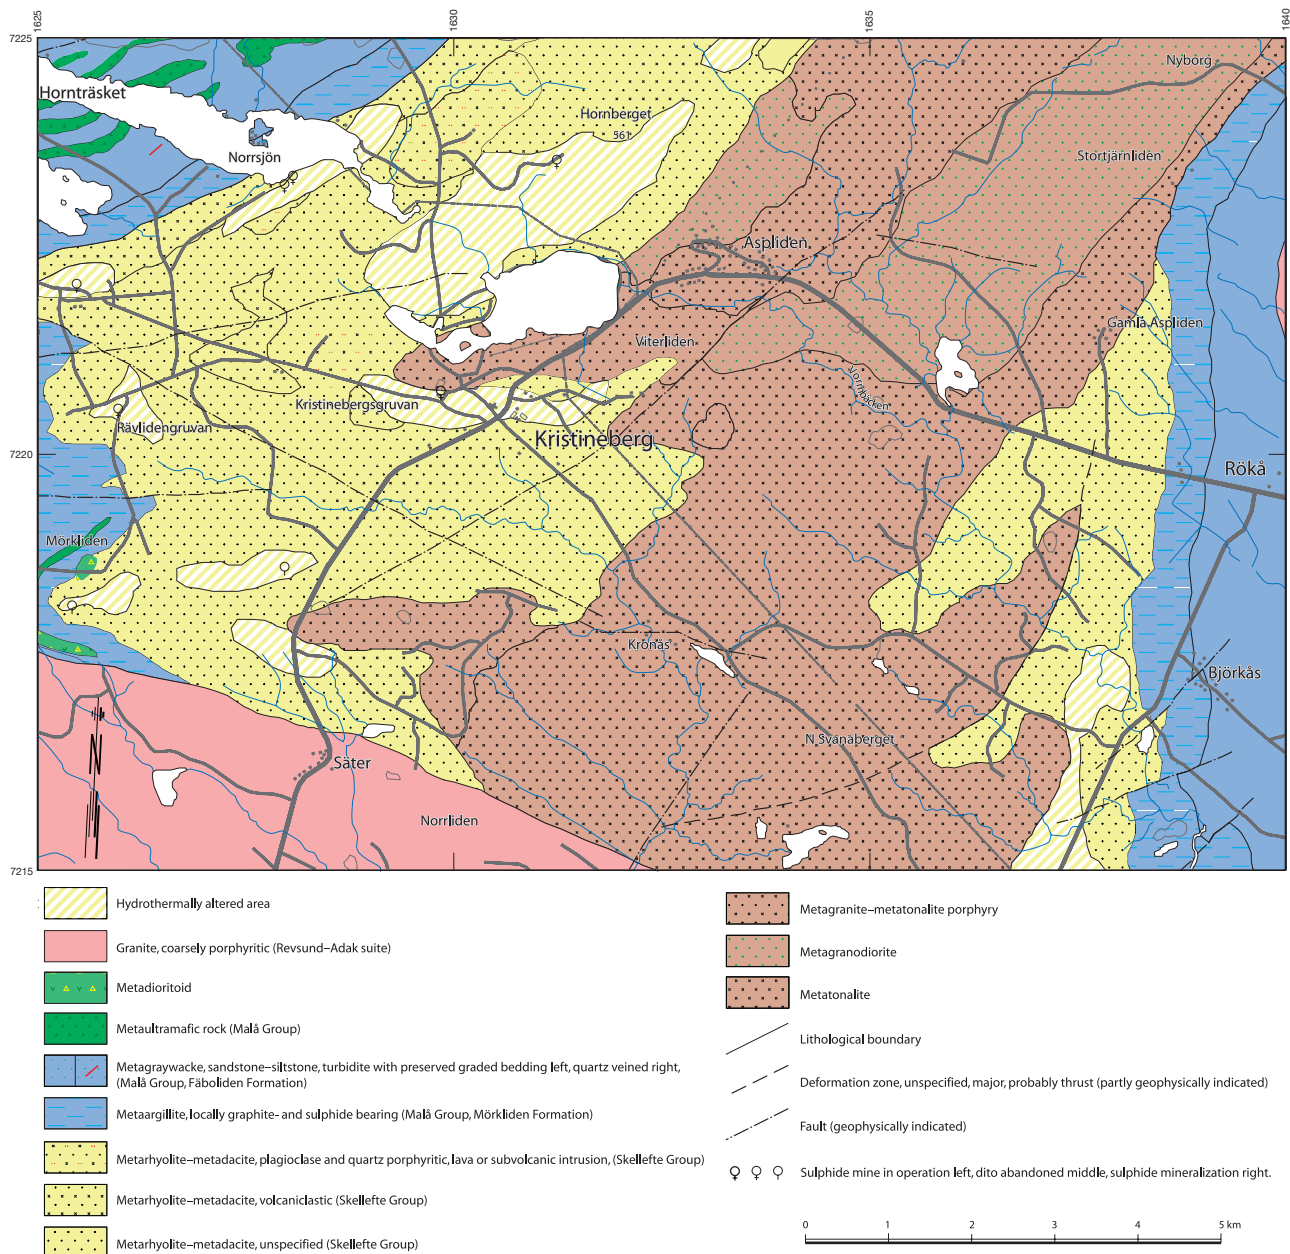 1625
1630
1635
1640
7225
Nyborg
Hornträsket
Hornberget
561
Norrsjön
Stortjärnliden
Aspliden
Gamla Aspliden
Viterliden
Vormbäcken
Kristinebergsgruvan
Rävlidengruvan
Kristineberg
7220
Rökå
Mörkliden
Krönäs
Björkås
N Svanaberget
Säter
Norrliden
7215
Hydrothermally altered area
Granite, coarsely porphyritic (Revsund–Adak suite)
Metadioritoid
Metaultramafic rock (Malå Group)
Metagraywacke, sandstone–siltstone, turbidite with preserved graded bedding left, quartz veined right,
(Malå Group, Fäboliden Formation)
Metaargillite, locally graphite- and sulphide bearing (Malå Group, Mörkliden Formation)
Metarhyolite–metadacite, plagioclase and quartz porphyritic, lava or subvolcanic intrusion, (Skellefte Group)
Metarhyolite–metadacite, volcaniclastic (Skellefte Group)
Metarhyolite–metadacite, unspecified (Skellefte Group)
Metagranite–metatonalite porphyry
Metagranodiorite
Metatonalite
Lithological boundary
Deformation zone, unspecified, major, probably thrust (partly geophysically indicated)
Fault (geophysically indicated)
Sulphide mine in operation left, dito abandoned middle, sulphide mineralization right.
0 1 2 3 4 5 km